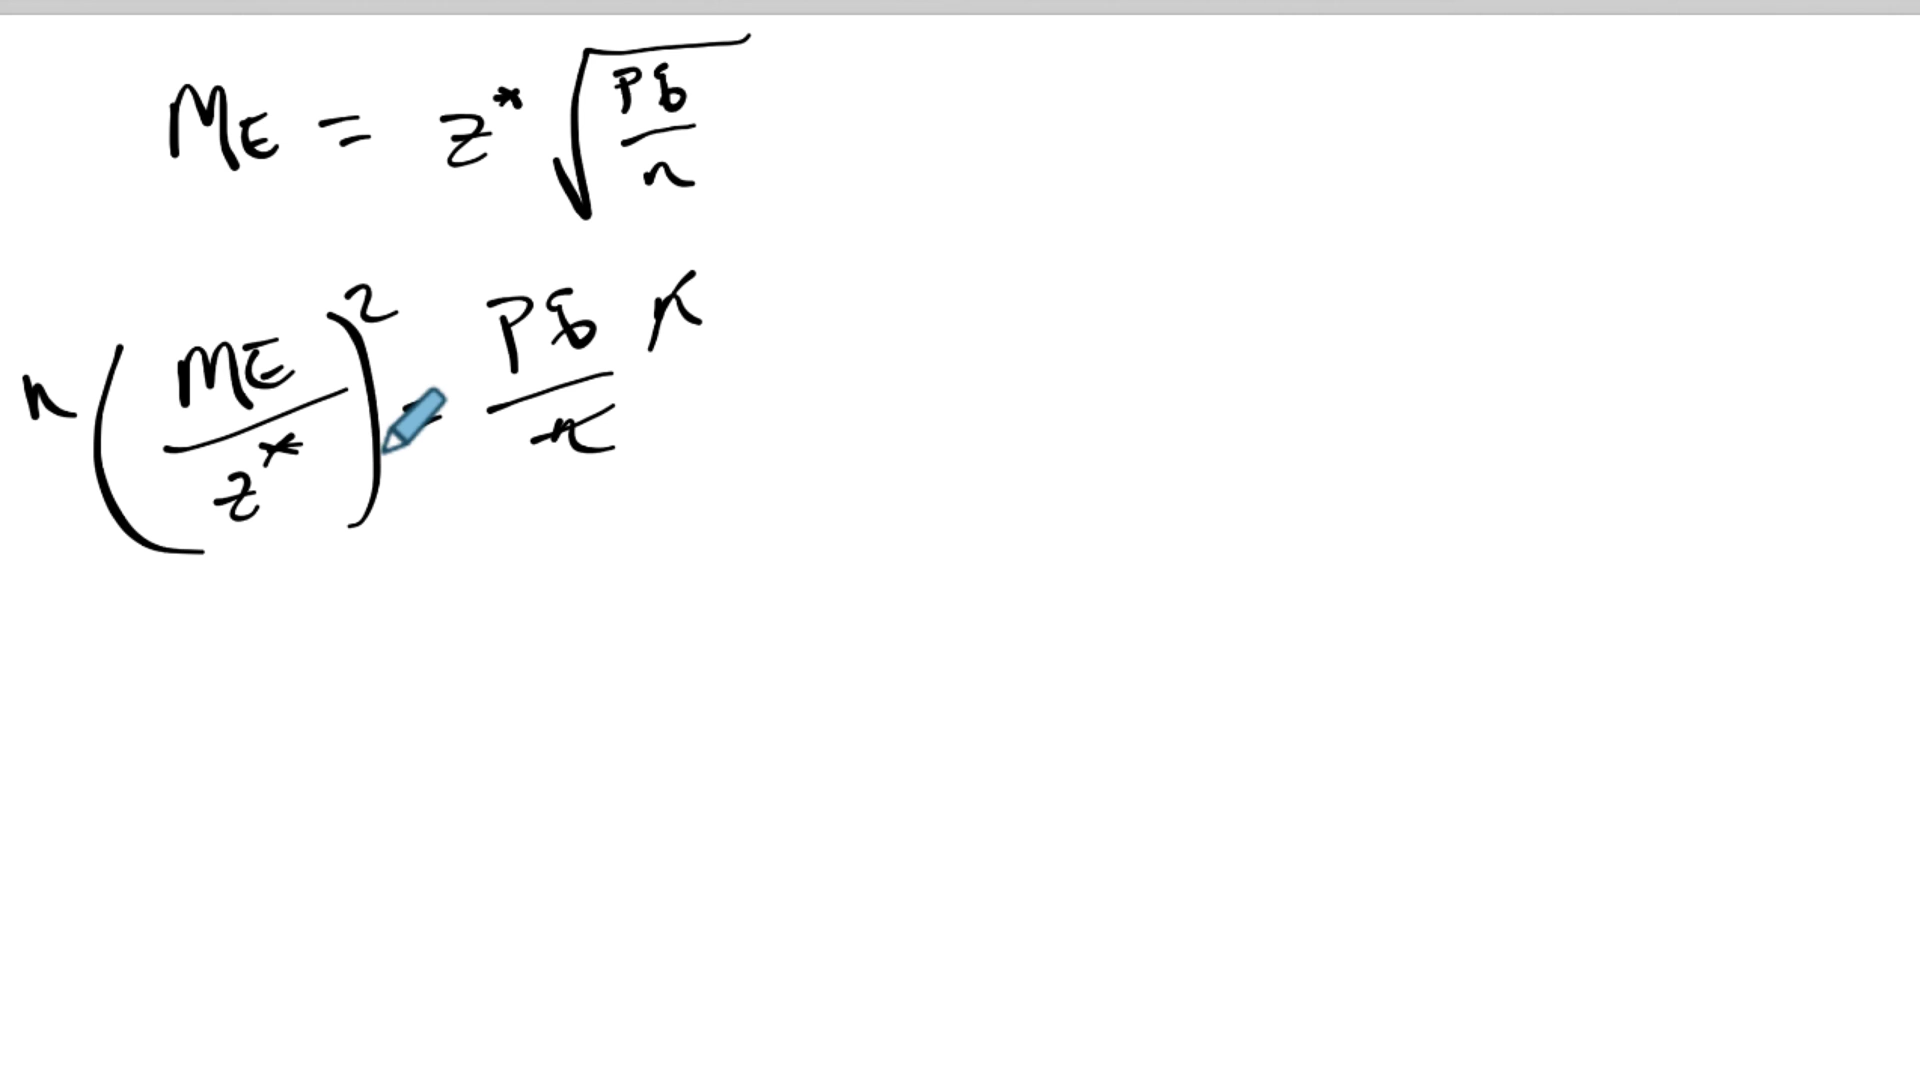 ME = z* √(pq/n)
n (ME/z*)² = pq/n n